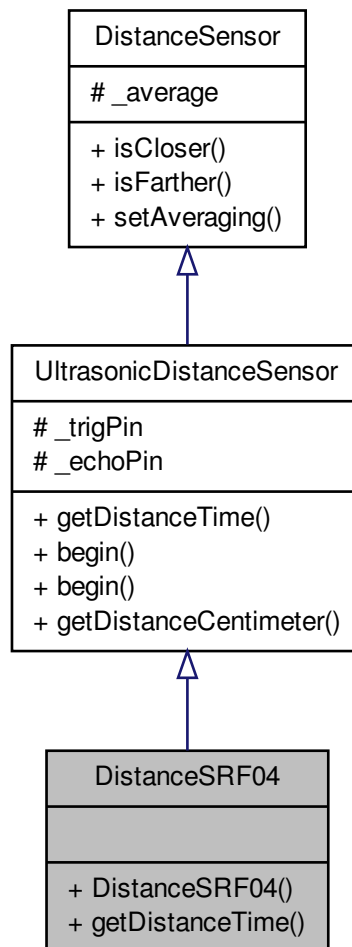 DistanceSensor
# _average
+ isCloser()
+ isFarther()
+ setAveraging()
UltrasonicDistanceSensor
# _trigPin
# _echoPin
+ getDistanceTime()
+ begin()
+ begin()
+ getDistanceCentimeter()
DistanceSRF04
+ DistanceSRF04()
+ getDistanceTime()